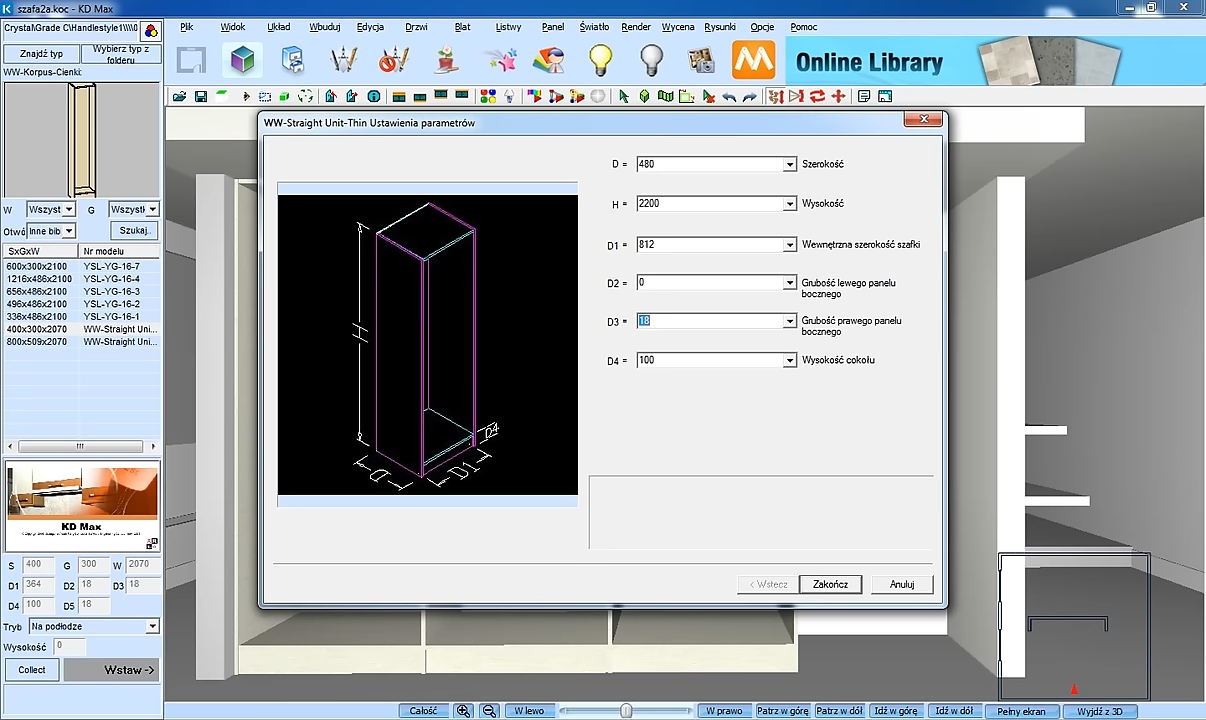 szafa2a.koc - KD Max
Crystal\Grade C\Handlestyle1\\\\0
Znajdź typ
Wybierz typ z folderu
WW-Korpus-Cienki:
Plik Widok Układ Wbuduj Edycja Drzwi Blat Listwy Panel Światło Render Wycena Rysunki Opcje Pomoc
Online Library
WW-Straight Unit-Thin Ustawienia parametrów
D = 480 Szerokość
H = 2200 Wysokość
D1 = 812 Wewnętrzna szerokość szafki
D2 = 0 Grubość lewego panelu
bocznego
D3 = 18 Grubość prawego panelu
bocznego
D4 = 100 Wysokość cokołu
H
D
D1
D4
< Wstecz Zakończ Anuluj
W Wszyst G Wszystk
Otwó Inne bib Szukaj..
SxGxW Nr modelu
600x300x2100 YSL-YG-16-7
1216x486x2100 YSL-YG-16-4
656x486x2100 YSL-YG-16-3
496x486x2100 YSL-YG-16-2
336x486x2100 YSL-YG-16-1
400x300x2070 WW-Straight Uni...
800x509x2070 WW-Straight Uni...
KD Max
S 400 G 300 W 2070
D1 364 D2 18 D3 18
D4 100 D5 18
Tryb Na podłodze
Wysokość 0
Collect Wstaw ->
Całość W lewo W prawo Patrz w górę Patrz w dół Idź w górę Idź w dół Pełny ekran Wyjdź z 3D